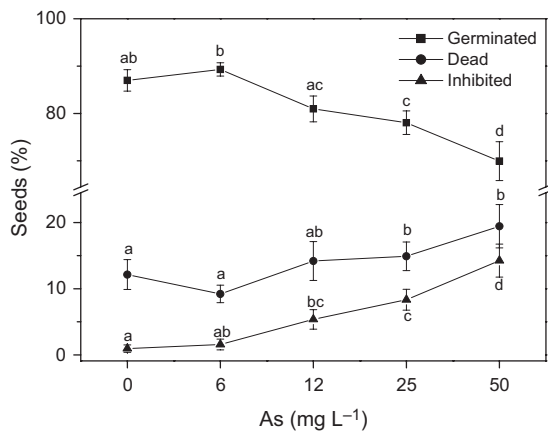 100
80
20
10
0
Seeds (%)
Germinated
Dead
Inhibited
ab
b
ac
c
d
a
a
ab
b
b
a
ab
bc
c
d
0 6 12 25 50
As (mg L⁻¹)